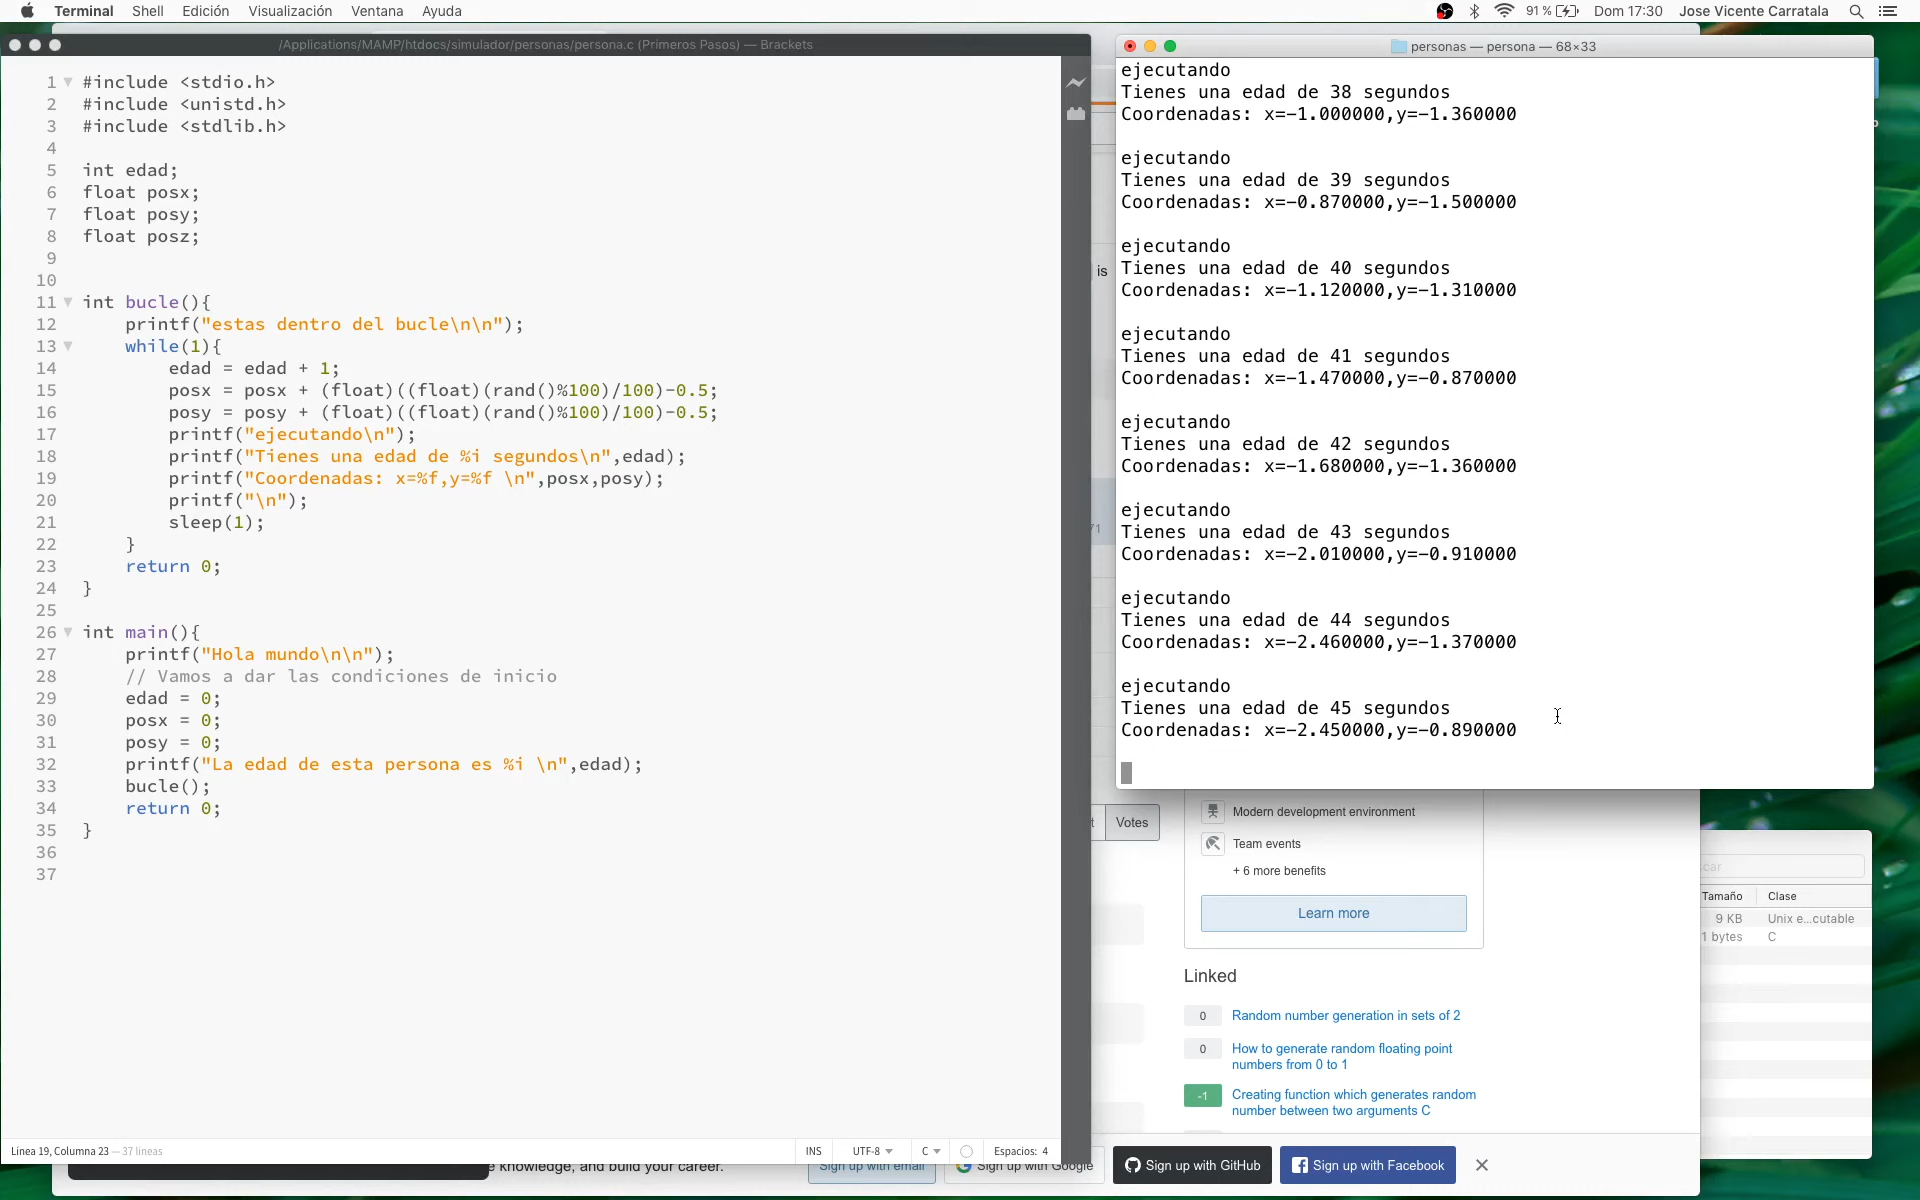 Terminal Shell Edición Visualización Ventana Ayuda
91 % Dom 17:30 Jose Vicente Carratala
/Applications/MAMP/htdocs/simulador/personas/persona.c (Primeros Pasos) — Brackets
1 #include <stdio.h>
2 #include <unistd.h>
3 #include <stdlib.h>
4
5 int edad;
6 float posx;
7 float posy;
8 float posz;
9
10
11 int bucle(){
12 printf("estas dentro del bucle\n\n");
13 while(1){
14 edad = edad + 1;
15 posx = posx + (float)((float)(rand()%100)/100)-0.5;
16 posy = posy + (float)((float)(rand()%100)/100)-0.5;
17 printf("ejecutando\n");
18 printf("Tienes una edad de %i segundos\n",edad);
19 printf("Coordenadas: x=%f,y=%f \n",posx,posy);
20 printf("\n");
21 sleep(1);
22 }
23 return 0;
24 }
25
26 int main(){
27 printf("Hola mundo\n\n");
28 // Vamos a dar las condiciones de inicio
29 edad = 0;
30 posx = 0;
31 posy = 0;
32 printf("La edad de esta persona es %i \n",edad);
33 bucle();
34 return 0;
35 }
36
37
Línea 19, Columna 23 — 37 líneas
INS UTF-8 C Espacios: 4
personas — persona — 68×33
ejecutando
Tienes una edad de 38 segundos
Coordenadas: x=-1.000000,y=-1.360000
ejecutando
Tienes una edad de 39 segundos
Coordenadas: x=-0.870000,y=-1.500000
ejecutando
Tienes una edad de 40 segundos
Coordenadas: x=-1.120000,y=-1.310000
ejecutando
Tienes una edad de 41 segundos
Coordenadas: x=-1.470000,y=-0.870000
ejecutando
Tienes una edad de 42 segundos
Coordenadas: x=-1.680000,y=-1.360000
ejecutando
Tienes una edad de 43 segundos
Coordenadas: x=-2.010000,y=-0.910000
ejecutando
Tienes una edad de 44 segundos
Coordenadas: x=-2.460000,y=-1.370000
ejecutando
Tienes una edad de 45 segundos
Coordenadas: x=-2.450000,y=-0.890000
is
Votes
Modern development environment
Team events
+ 6 more benefits
Learn more
Linked
0 Random number generation in sets of 2
0 How to generate random floating point
numbers from 0 to 1
-1 Creating function which generates random
number between two arguments C
Tamaño Clase
9 KB Unix e...cutable
1 bytes C
knowledge, and build your career.
Sign up with email
Sign up with Google
Sign up with GitHub
Sign up with Facebook